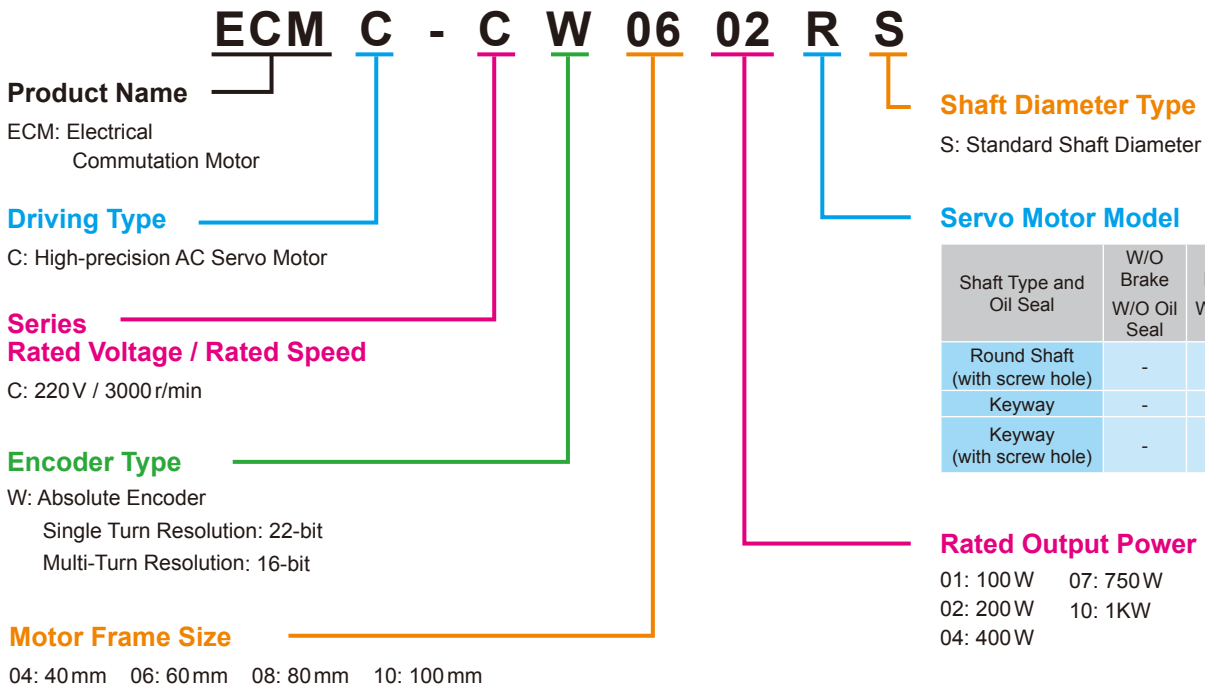 ECM C - C W 06 02 R S
Product Name
ECM: Electrical
Commutation Motor
Driving Type
C: High-precision AC Servo Motor
Series
Rated Voltage / Rated Speed
C: 220V / 3000r/min
Encoder Type
W: Absolute Encoder
Single Turn Resolution: 22-bit
Multi-Turn Resolution: 16-bit
Motor Frame Size
04: 40mm 06: 60mm 08: 80mm 10: 100mm
Shaft Diameter Type
S: Standard Shaft Diameter
Servo Motor Model
Shaft Type and
Oil Seal
W/O
Brake
W/O Oil
Seal
Round Shaft
(with screw hole)
-
Keyway
-
Keyway
(with screw hole)
-
Rated Output Power
01: 100W 07: 750W
02: 200W 10: 1KW
04: 400W